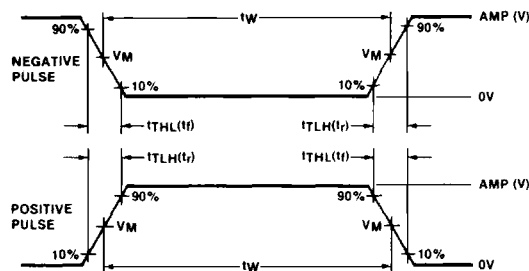 tW
90%
90%
AMP (V)
NEGATIVE
PULSE
VM
VM
10%
10%
0V
tTHL(tf)
tTLH(tr)
tTLH(tr)
tTHL(tf)
90%
90%
AMP (V)
POSITIVE
PULSE
VM
VM
10%
10%
tW
0V